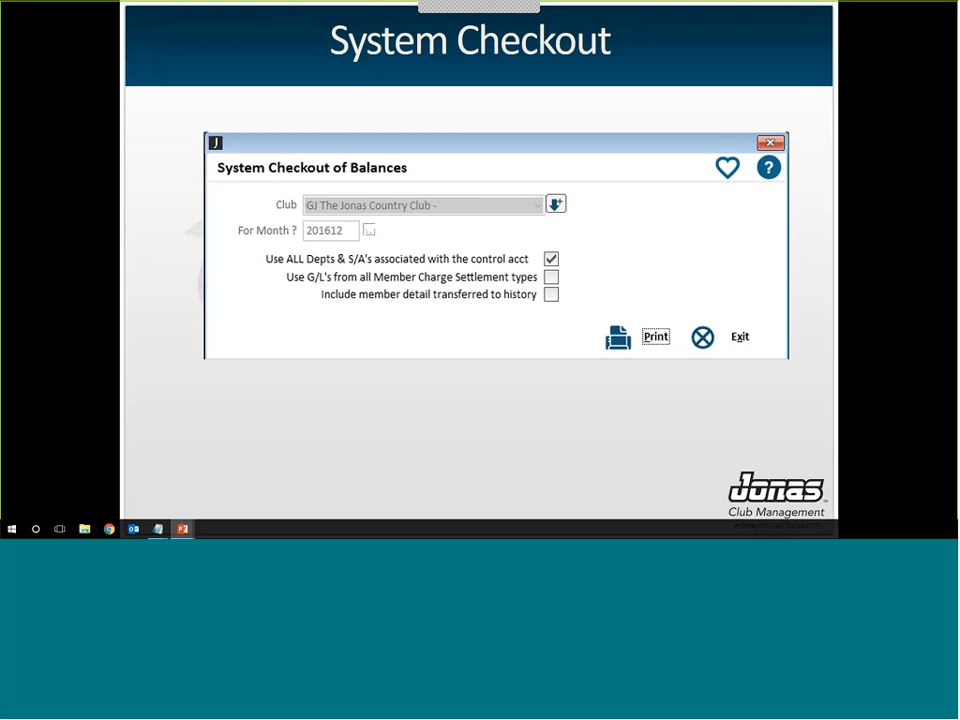 System Checkout
J
System Checkout of Balances
?
Club GJ The Jonas Country Club -
For Month ? 201612 ...
Use ALL Depts & S/A's associated with the control acct
Use G/L's from all Member Charge Settlement types
Include member detail transferred to history
Print Exit
Jonas
Club Management